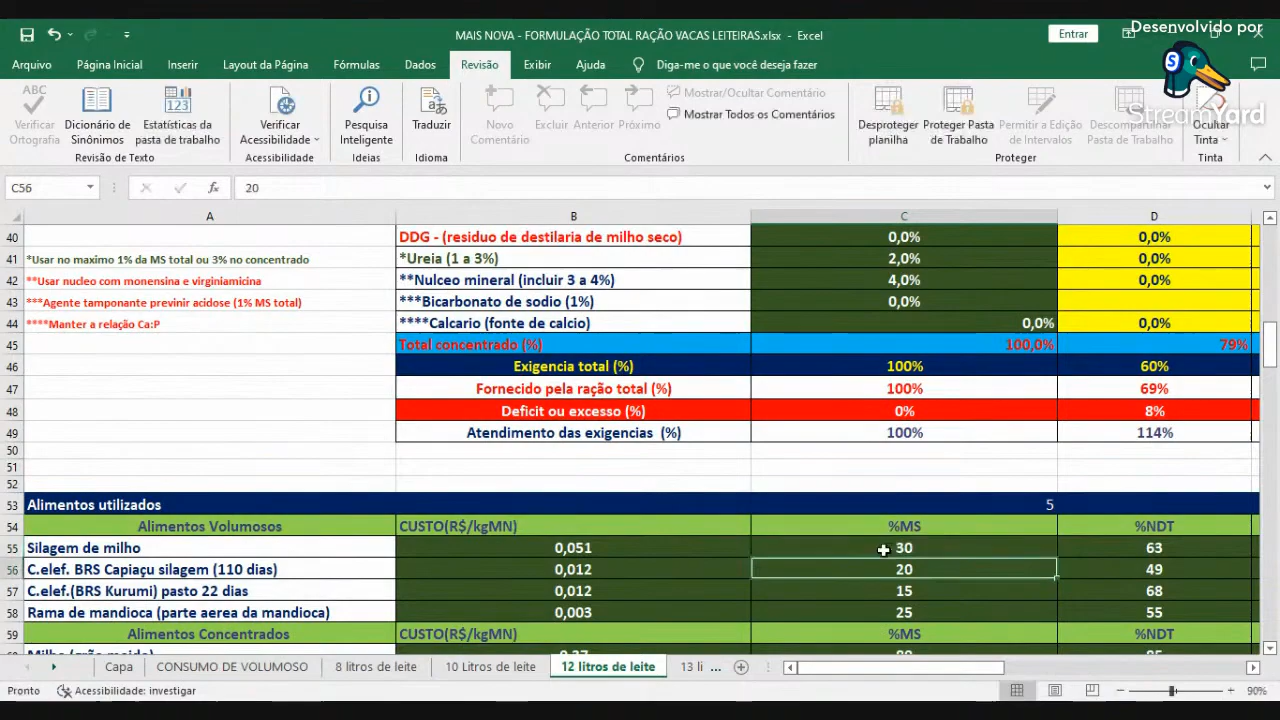 Desenvolvido por
MAIS NOVA - FORMULAÇÃO TOTAL RAÇÃO VACAS LEITEIRAS.xlsx - Excel
Entrar
Arquivo Página Inicial Inserir Layout da Página Fórmulas Dados Revisão Exibir Ajuda Diga-me o que você deseja fazer
StreamYard
Verificar Ortografia
Dicionário de Sinônimos
Estatísticas da pasta de trabalho
Revisão de Texto
Verificar Acessibilidade
Acessibilidade
Pesquisa Inteligente
Ideias
Traduzir
Idioma
Novo Comentário
Excluir
Anterior
Próximo
Mostrar/Ocultar Comentário
Mostrar Todos os Comentários
Comentários
Desproteger planilha
Proteger Pasta de Trabalho
Permitir a Edição de Intervalos
Descompartilhar Pasta de Trabalho
Proteger
Ocultar Tinta
Tinta
C56 fx 20
A B C D
40 DDG - (residuo de destilaria de milho seco) 0,0% 0,0%
41 *Usar no maximo 1% da MS total ou 3% no concentrado *Ureia (1 a 3%) 2,0% 0,0%
42 **Usar nucleo com monensina e virginiamicina **Nulceo mineral (incluir 3 a 4%) 4,0% 0,0%
43 ***Agente tamponante previnir acidose (1% MS total) ***Bicarbonato de sodio (1%) 0,0%
44 ****Manter a relação Ca:P ****Calcario (fonte de calcio) 0,0% 0,0%
45 Total concentrado (%) 100,0% 79%
46 Exigencia total (%) 100% 60%
47 Fornecido pela ração total (%) 100% 69%
48 Deficit ou excesso (%) 0% 8%
49 Atendimento das exigencias (%) 100% 114%
50
51
52
53 Alimentos utilizados 5
54 Alimentos Volumosos CUSTO(R$/kgMN) %MS %NDT
55 Silagem de milho 0,051 30 63
56 C.elef. BRS Capiaçu silagem (110 dias) 0,012 20 49
57 C.elef.(BRS Kurumi) pasto 22 dias 0,012 15 68
58 Rama de mandioca (parte aerea da mandioca) 0,003 25 55
59 Alimentos Concentrados CUSTO(R$/kgMN) %MS %NDT
Capa CONSUMO DE VOLUMOSO 8 litros de leite 10 Litros de leite 12 litros de leite 13 li ...
Pronto Acessibilidade: investigar 90%